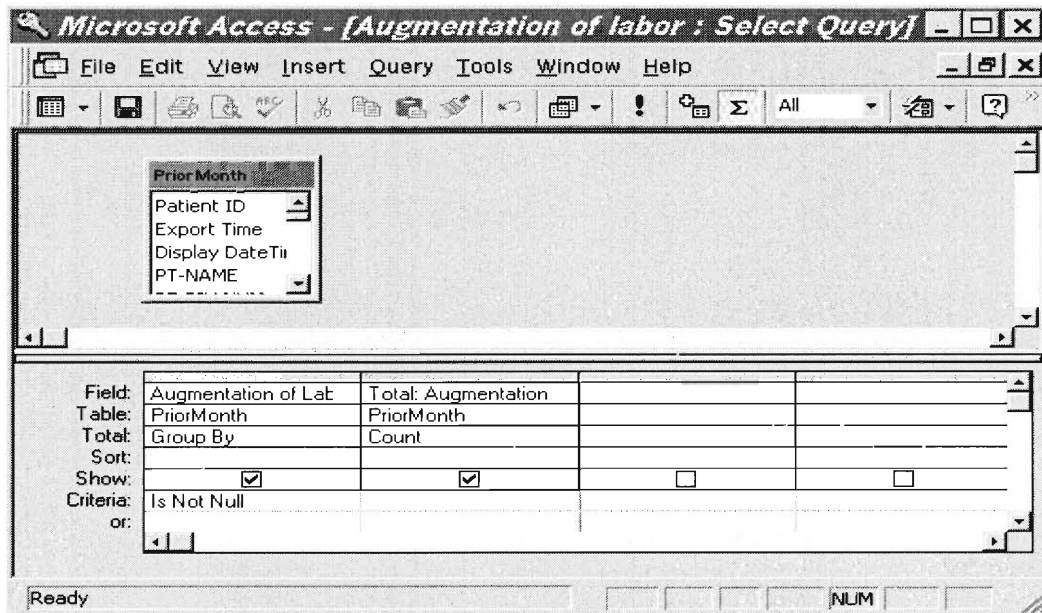 Microsoft Access - [Augmentation of labor : Select Query]
File Edit View Insert Query Tools Window Help
ABC Σ All
PriorMonth
Patient ID
Export Time
Display DateTi
PT-NAME
Field: Augmentation of Lab Total: Augmentation
Table: PriorMonth PriorMonth
Total: Group By Count
Sort:
Show:
Criteria: Is Not Null
or:
Ready NUM